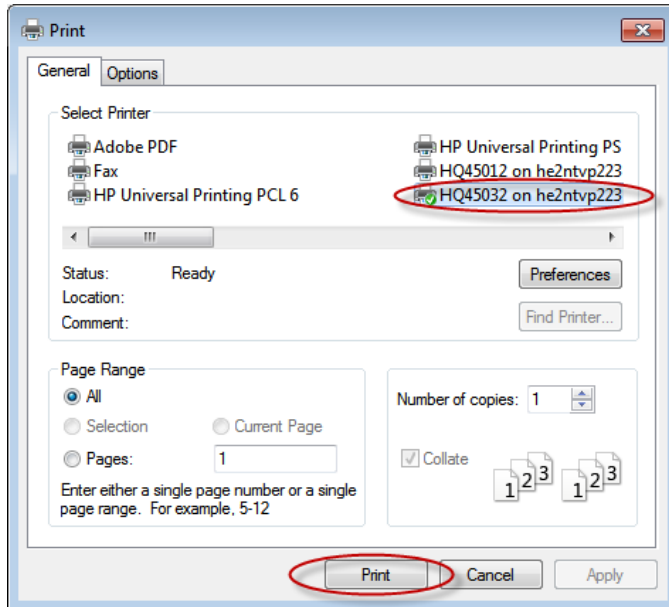 Print
General Options
Select Printer
Adobe PDF HP Universal Printing PS
Fax HQ45012 on he2ntvp223
HP Universal Printing PCL 6 HQ45032 on he2ntvp223
Status: Ready Preferences
Location:
Comment: Find Printer...
Page Range
All Number of copies: 1
Selection Current Page
Pages: 1 Collate
1 2 3 1 2 3
Enter either a single page number or a single
page range. For example, 5-12
Print Cancel Apply